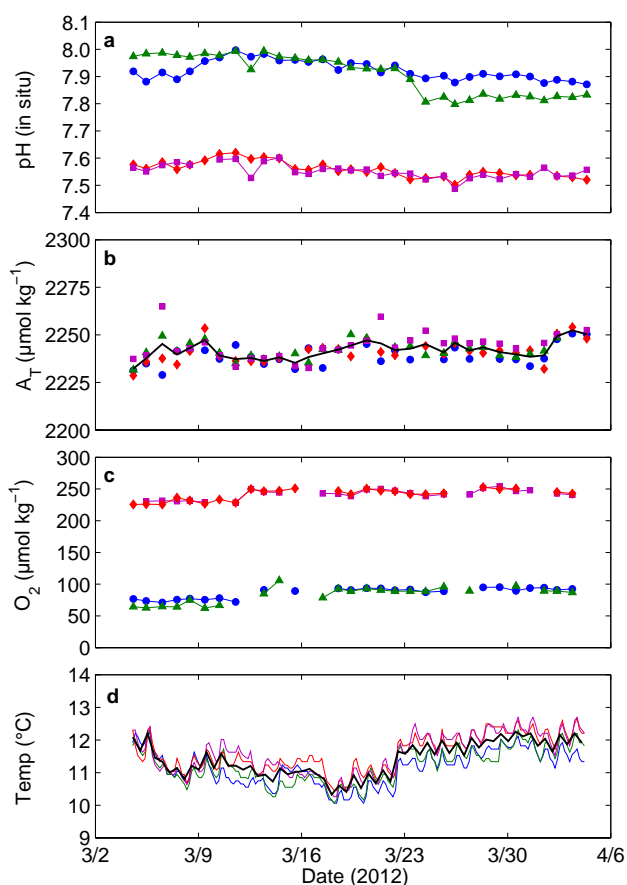 8.1
a
8.0
7.9
7.8
7.7
7.6
7.5
7.4
pH (in situ)
2300
b
2275
2250
2225
2200
A_T (μmol kg⁻¹)
300
c
250
200
150
100
50
0
O₂ (μmol kg⁻¹)
13
d
12
11
10
9
Temp (°C)
3/2 3/9 3/16 3/23 3/30 4/6
Date (2012)